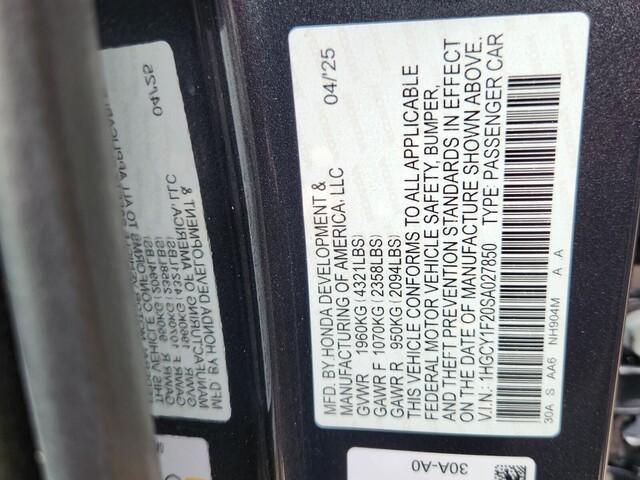 MFD. BY HONDA DEVELOPMENT & 04/'25
MANUFACTURING OF AMERICA, LLC
GVWR 1960KG(4321LBS)
GAWR F 1070KG(2358LBS)
GAWR R 950KG(2094LBS)
THIS VEHICLE CONFORMS TO ALL APPLICABLE
FEDERAL MOTOR VEHICLE SAFETY, BUMPER,
AND THEFT PREVENTION STANDARDS IN EFFECT
ON THE DATE OF MANUFACTURE SHOWN ABOVE.
V.I.N.: 1HGCY1F20SA027850 TYPE: PASSENGER CAR
30A S AA6 NH904M A . A
30A-A0